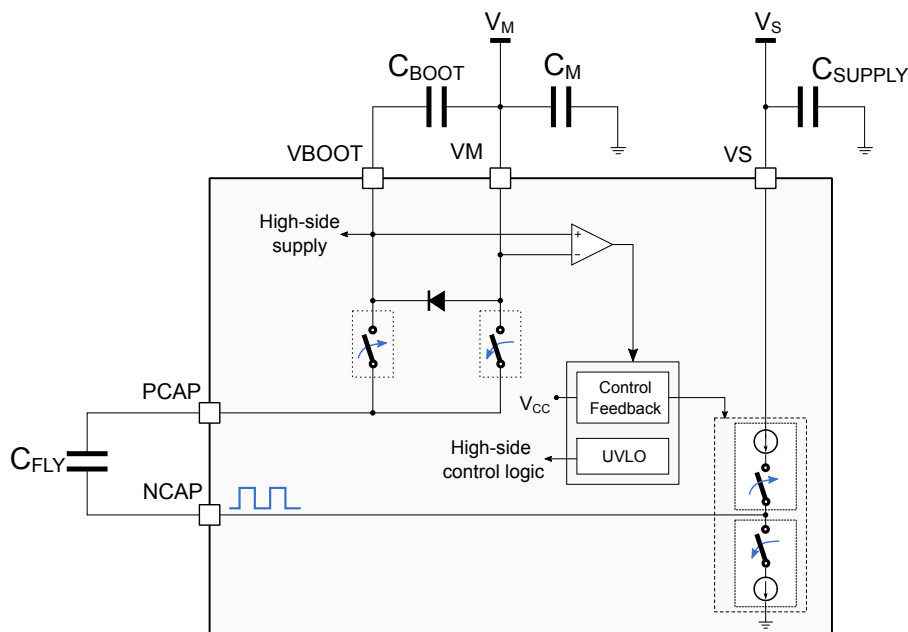 V_M
V_S
C_BOOT
C_M
C_SUPPLY
VBOOT
VM
VS
High-side
supply
+
−
PCAP
Control
Feedback
V_CC
C_FLY
High-side
control logic
UVLO
NCAP